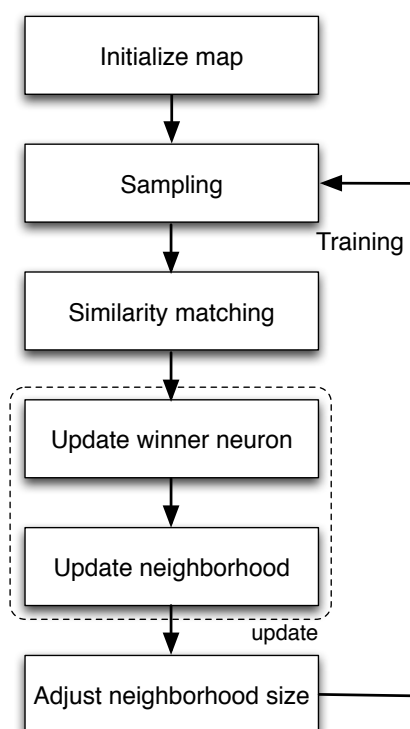 Initialize map
Sampling
Training
Similarity matching
Update winner neuron
Update neighborhood
update
Adjust neighborhood size